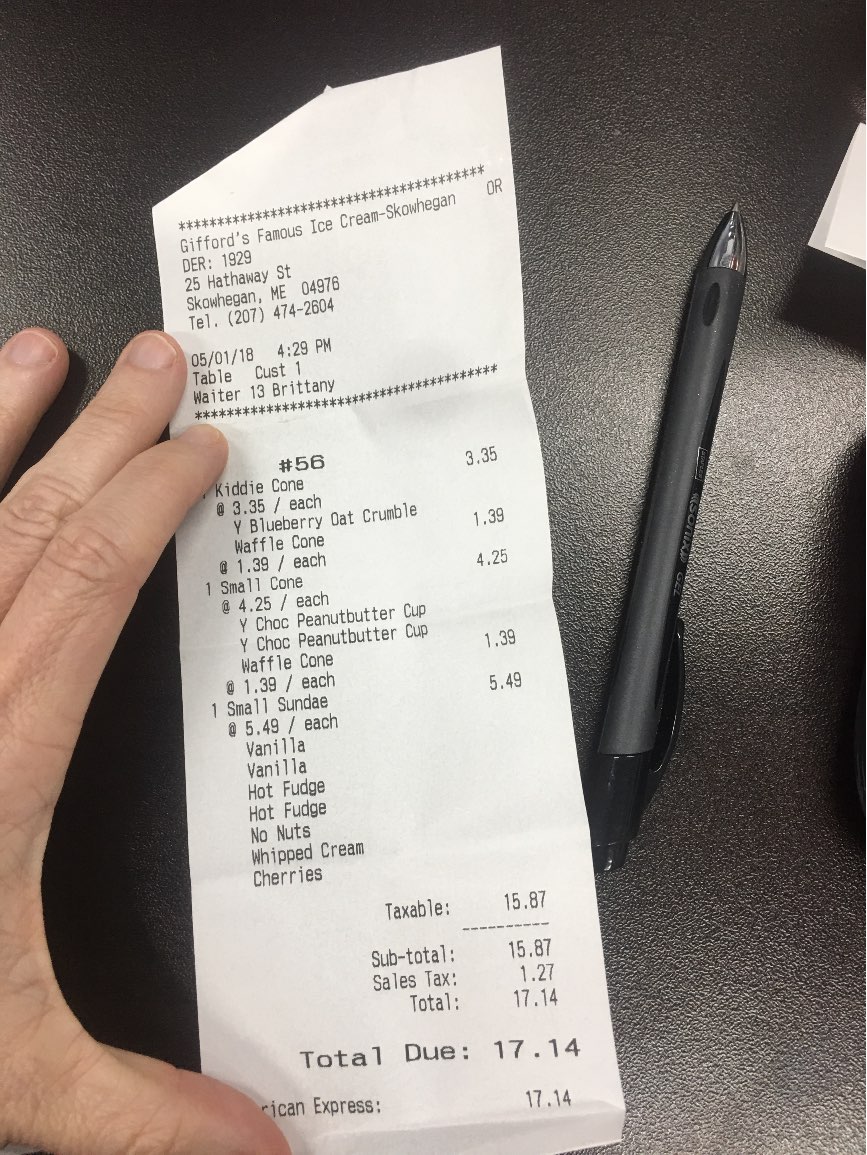 ****************************************
Gifford's Famous Ice Cream-Skowhegan OR
DER: 1929
25 Hathaway St
Skowhegan, ME 04976
Tel. (207) 474-2604
05/01/18 4:29 PM
Table Cust 1
Waiter 13 Brittany
****************************************
#56
Kiddie Cone 3.35
@ 3.35 / each
Y Blueberry Oat Crumble
Waffle Cone 1.39
@ 1.39 / each
1 Small Cone 4.25
@ 4.25 / each
Y Choc Peanutbutter Cup
Y Choc Peanutbutter Cup
Waffle Cone 1.39
@ 1.39 / each
1 Small Sundae 5.49
@ 5.49 / each
Vanilla
Vanilla
Hot Fudge
Hot Fudge
No Nuts
Whipped Cream
Cherries
Taxable: 15.87
----------
Sub-total: 15.87
Sales Tax: 1.27
Total: 17.14
Total Due: 17.14
rican Express: 17.14